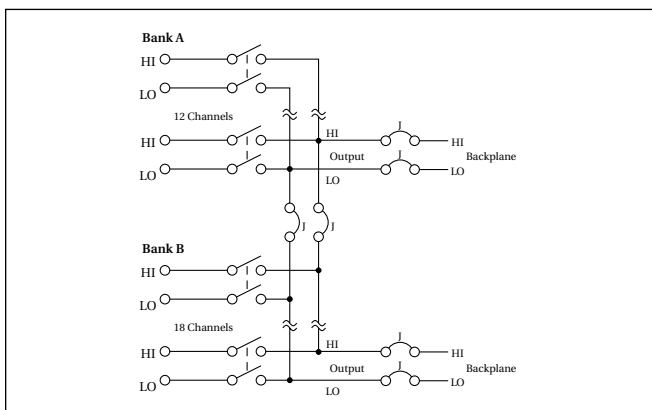 Bank A
HI
LO
12 Channels
HI
HI
J
HI
Output
J
Backplane
LO
LO
LO
J
J
Bank B
HI
LO
18 Channels
HI
HI
J
HI
Output
J
Backplane
LO
LO
LO